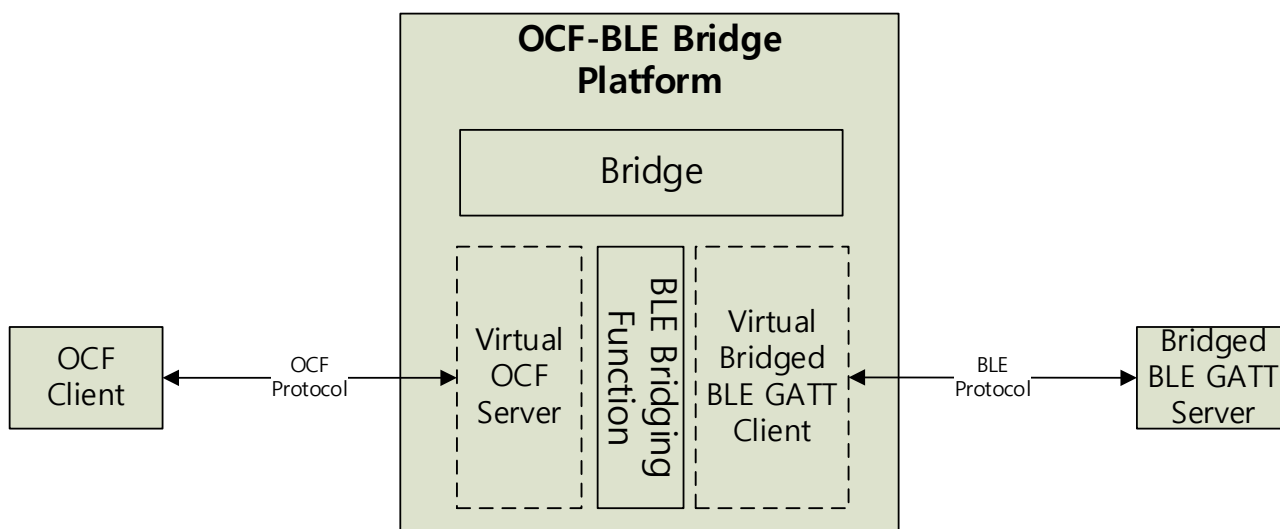 OCF-BLE Bridge
Platform
Bridge
OCF
Client
OCF
Protocol
Virtual
OCF
Server
BLE Bridging
Function
Virtual
Bridged
BLE GATT
Client
BLE
Protocol
Bridged
BLE GATT
Server